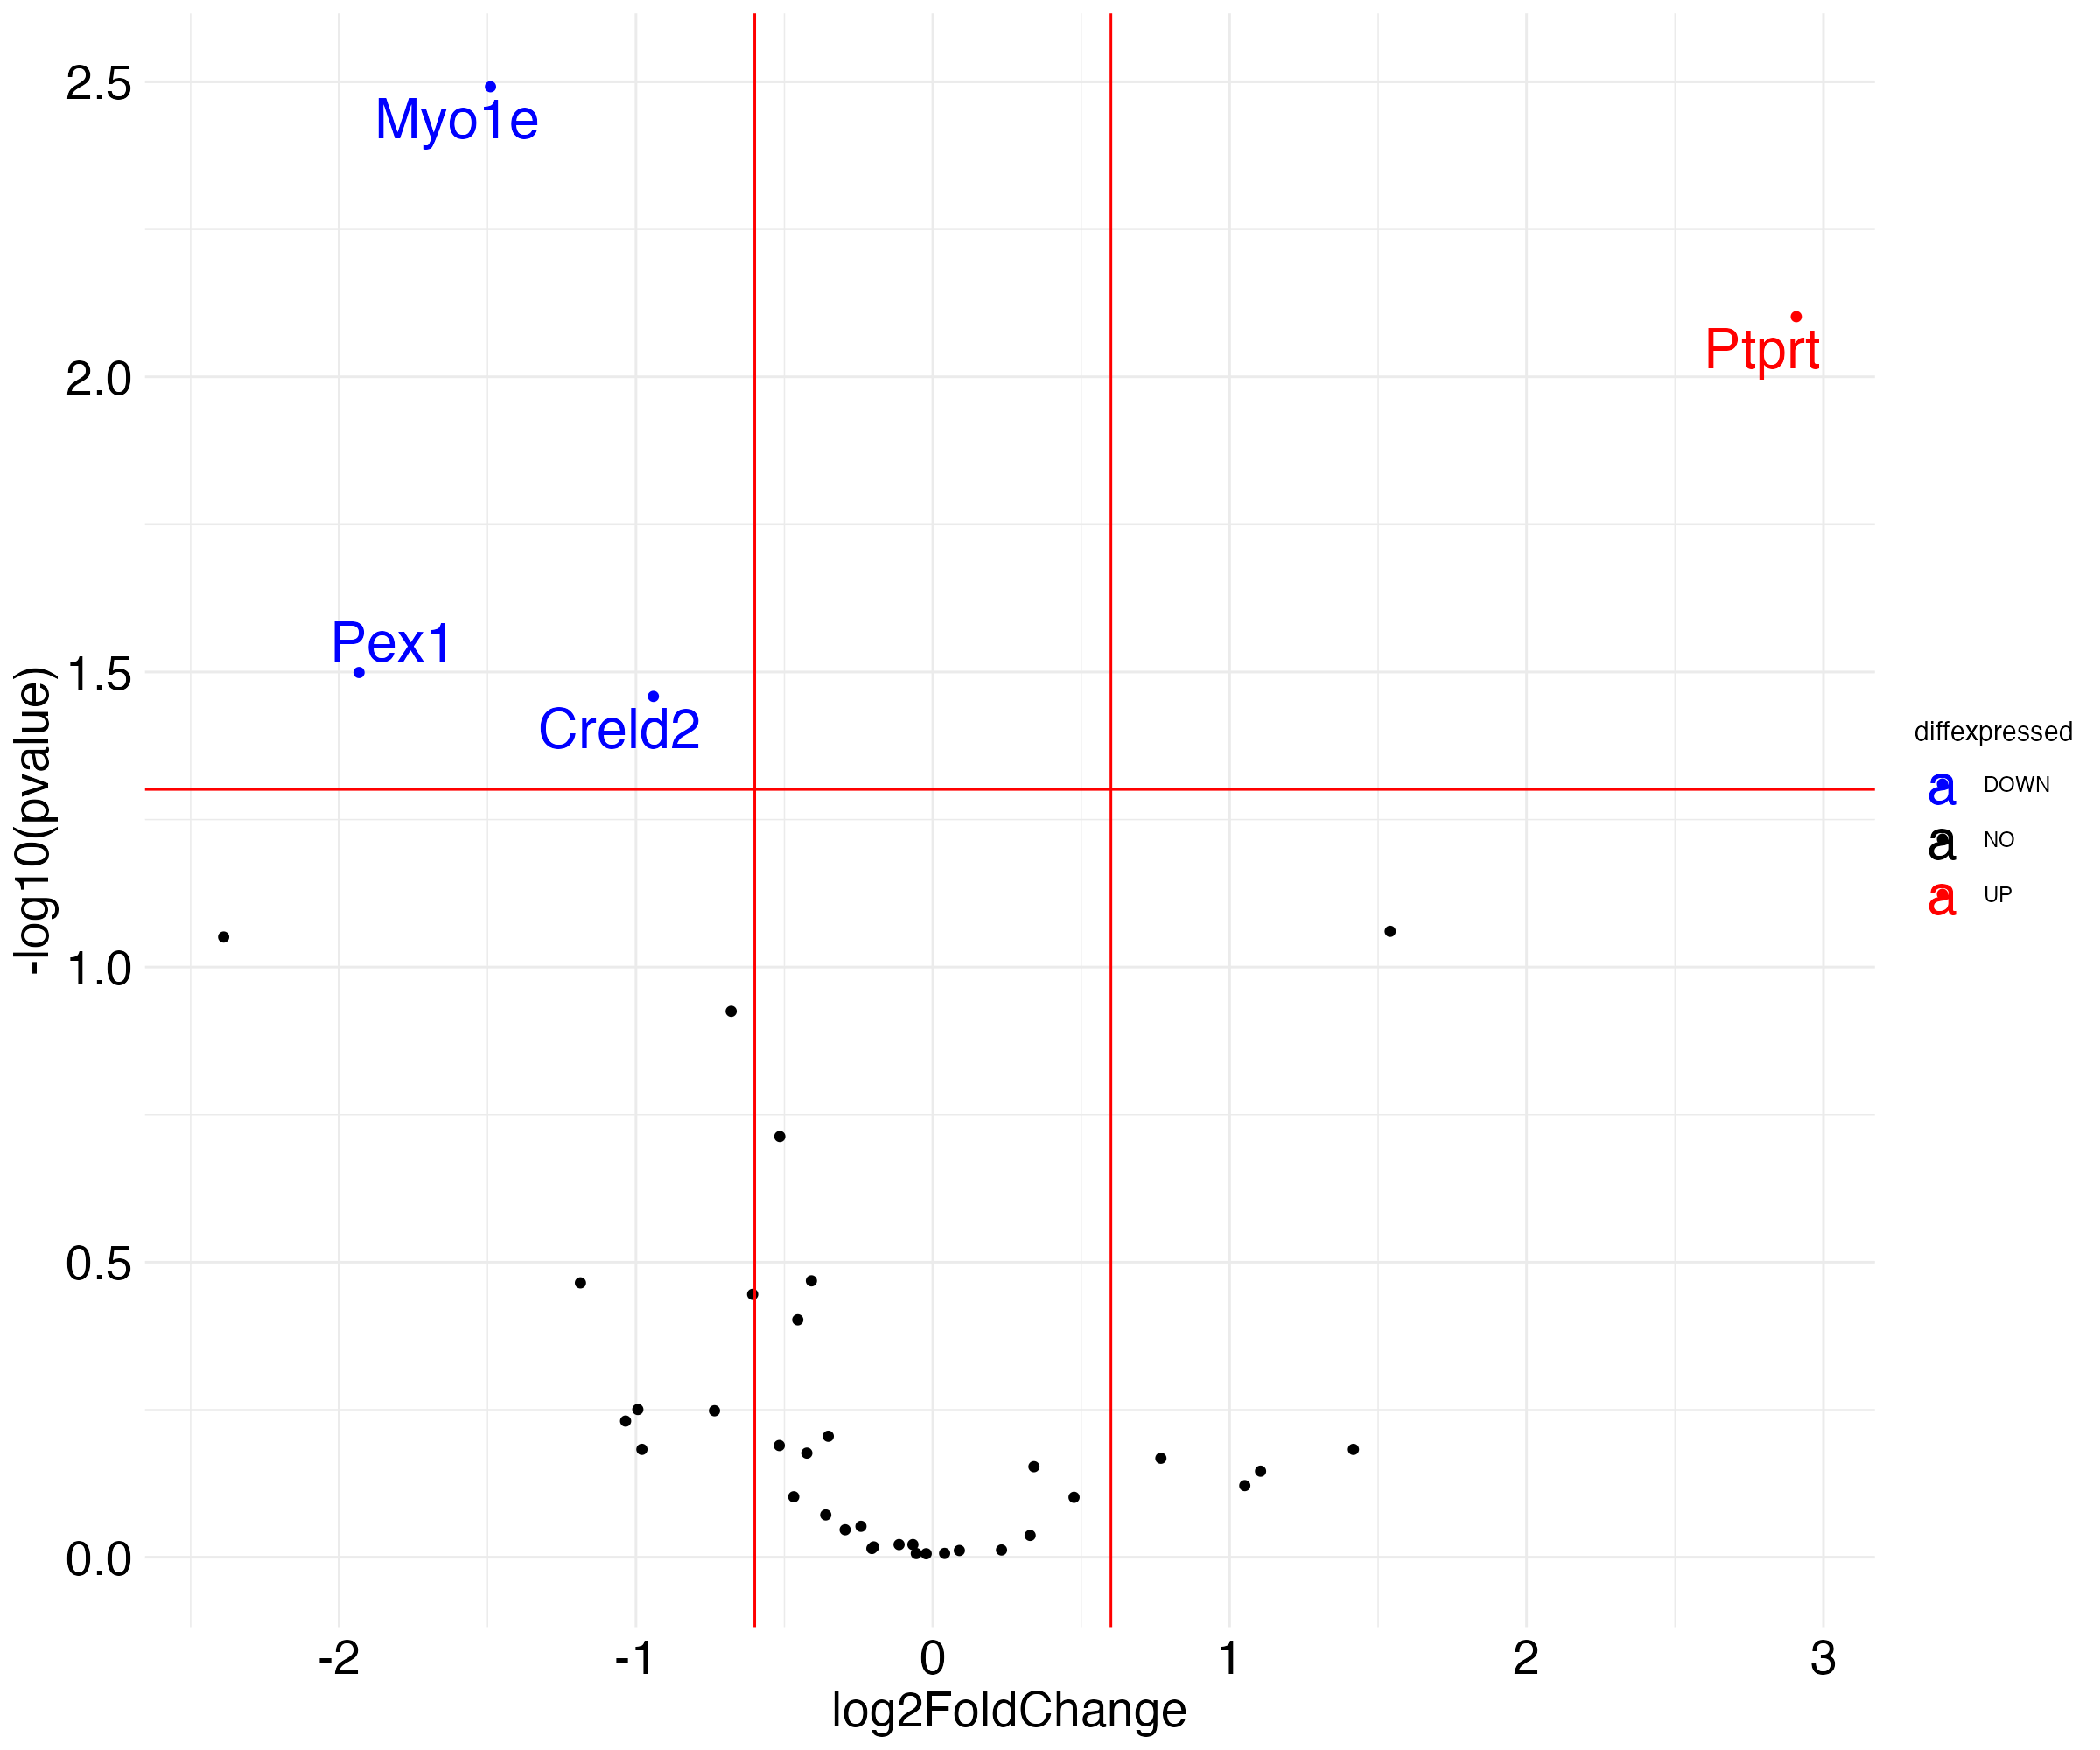 2.5
2.0
1.5
1.0
0.5
0.0
-log10(pvalue)
Myo1e
Ptprt
Pex1
Creld2
-2
-1
0
1
2
3
log2FoldChange
diffexpressed
a DOWN
a NO
a UP